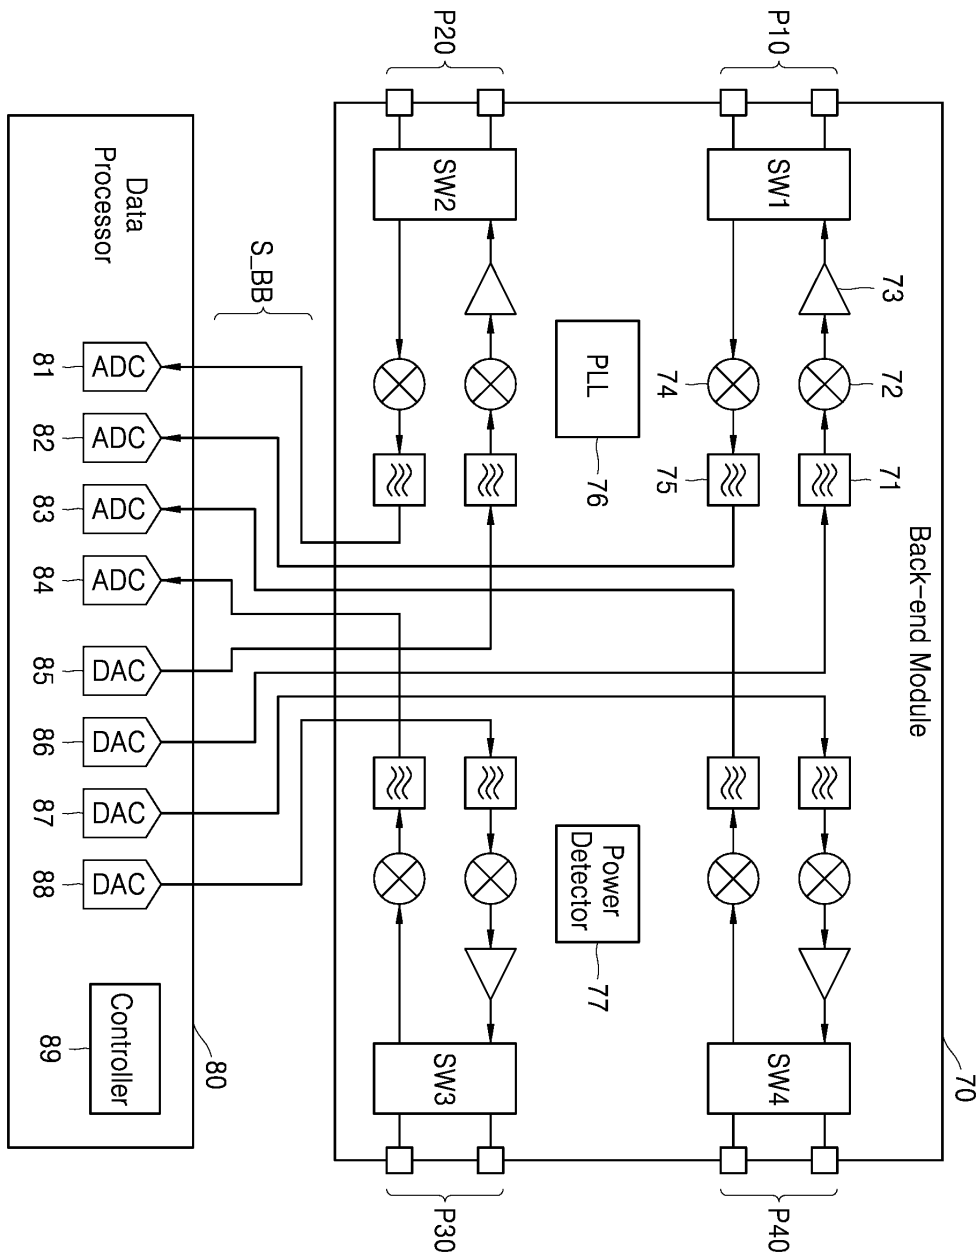 70
Back-end Module
P10
SW1
73
72
71
74
75
PLL
76
P20
SW2
Power
Detector
77
SW4
P40
SW3
P30
S_BB
80
Data
Processor
ADC
81
ADC
82
ADC
83
ADC
84
DAC
85
DAC
86
DAC
87
DAC
88
Controller
89